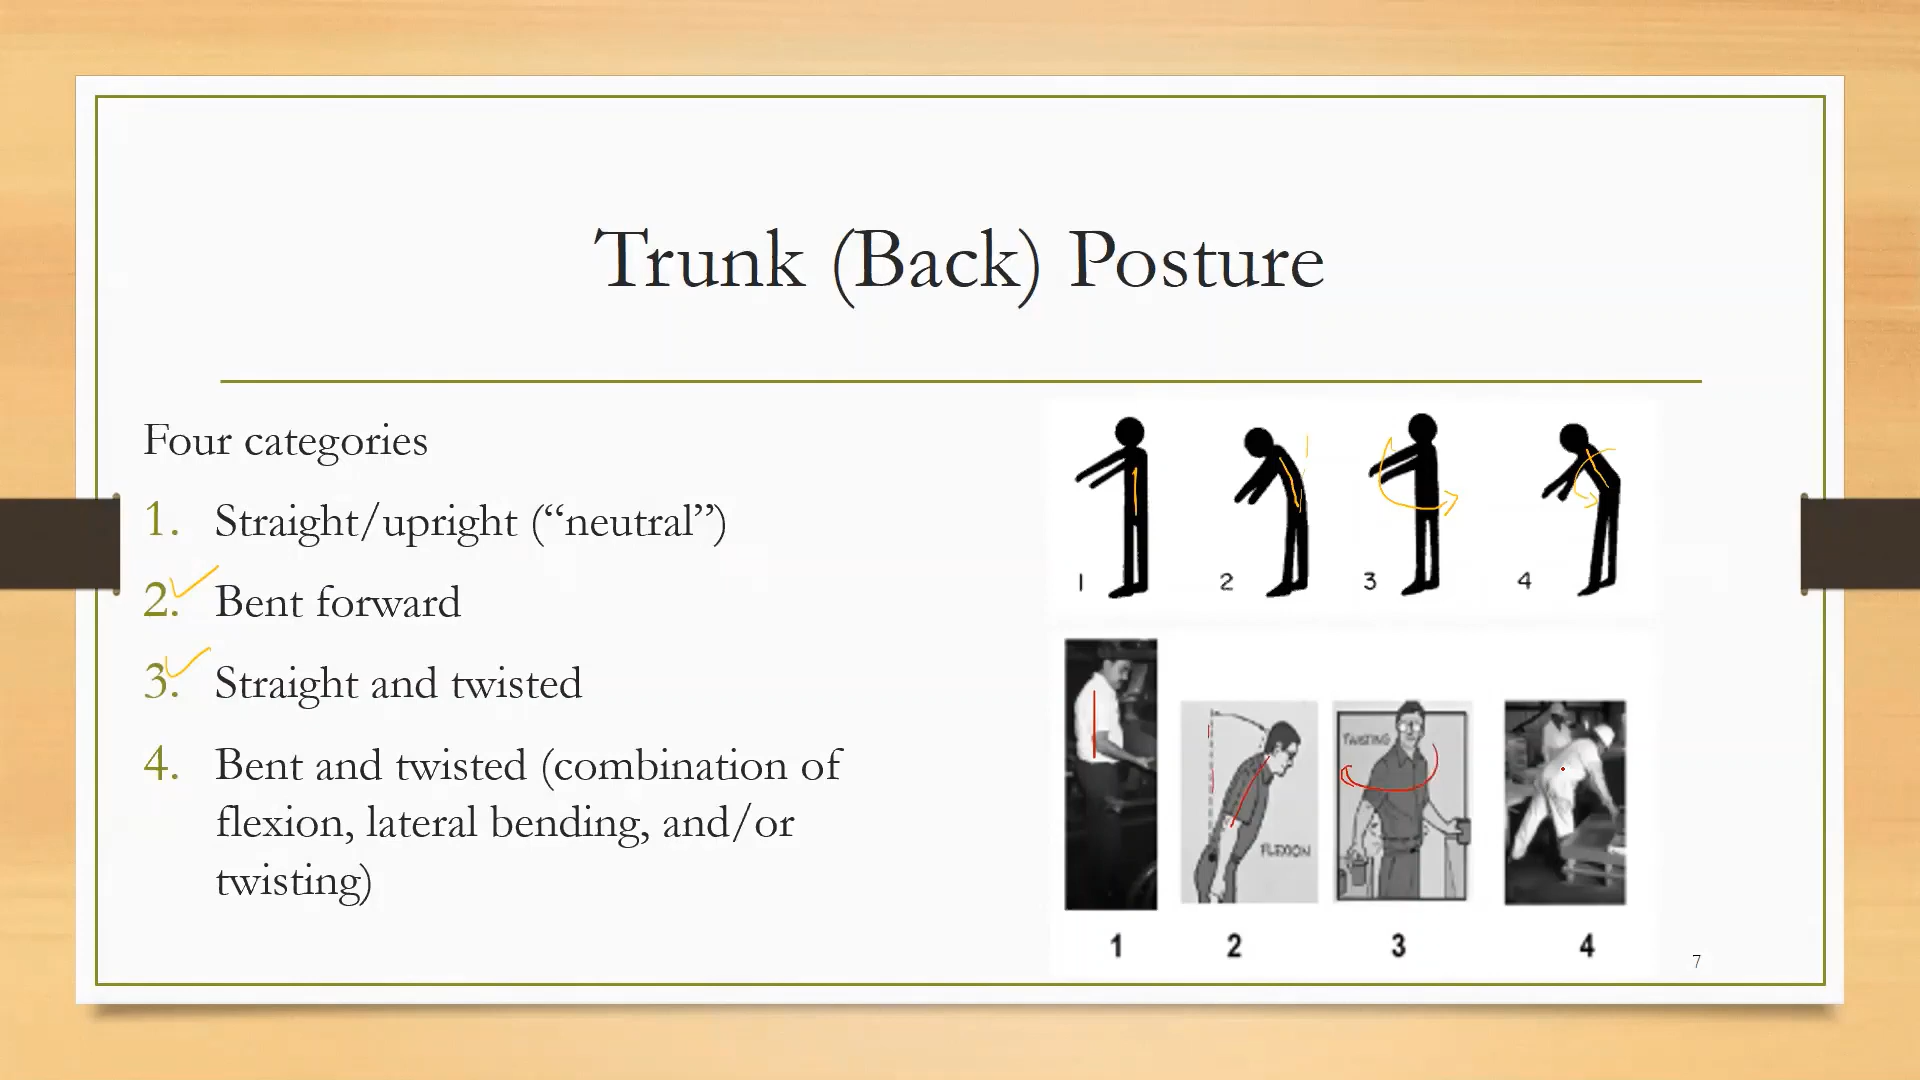 Trunk (Back) Posture
Four categories
1. Straight/upright (“neutral”)
2. Bent forward
3. Straight and twisted
4. Bent and twisted (combination of
flexion, lateral bending, and/or
twisting)
1 2 3 4
TWISTING
FLEXION
1 2 3 4
7